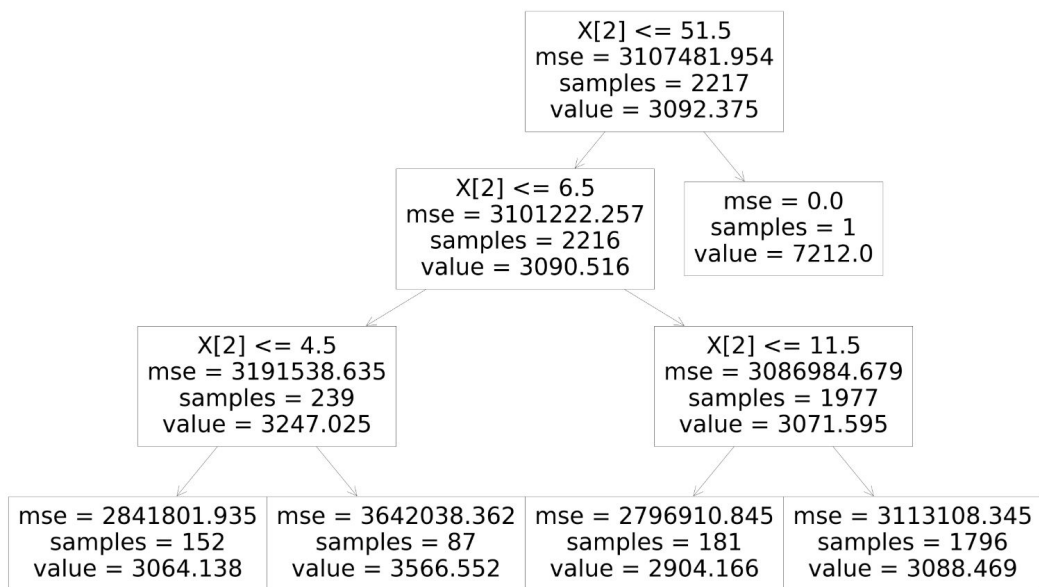 X[2] <= 51.5
mse = 3107481.954
samples = 2217
value = 3092.375
X[2] <= 6.5
mse = 3101222.257
samples = 2216
value = 3090.516
mse = 0.0
samples = 1
value = 7212.0
X[2] <= 4.5
mse = 3191538.635
samples = 239
value = 3247.025
X[2] <= 11.5
mse = 3086984.679
samples = 1977
value = 3071.595
mse = 2841801.935
samples = 152
value = 3064.138
mse = 3642038.362
samples = 87
value = 3566.552
mse = 2796910.845
samples = 181
value = 2904.166
mse = 3113108.345
samples = 1796
value = 3088.469